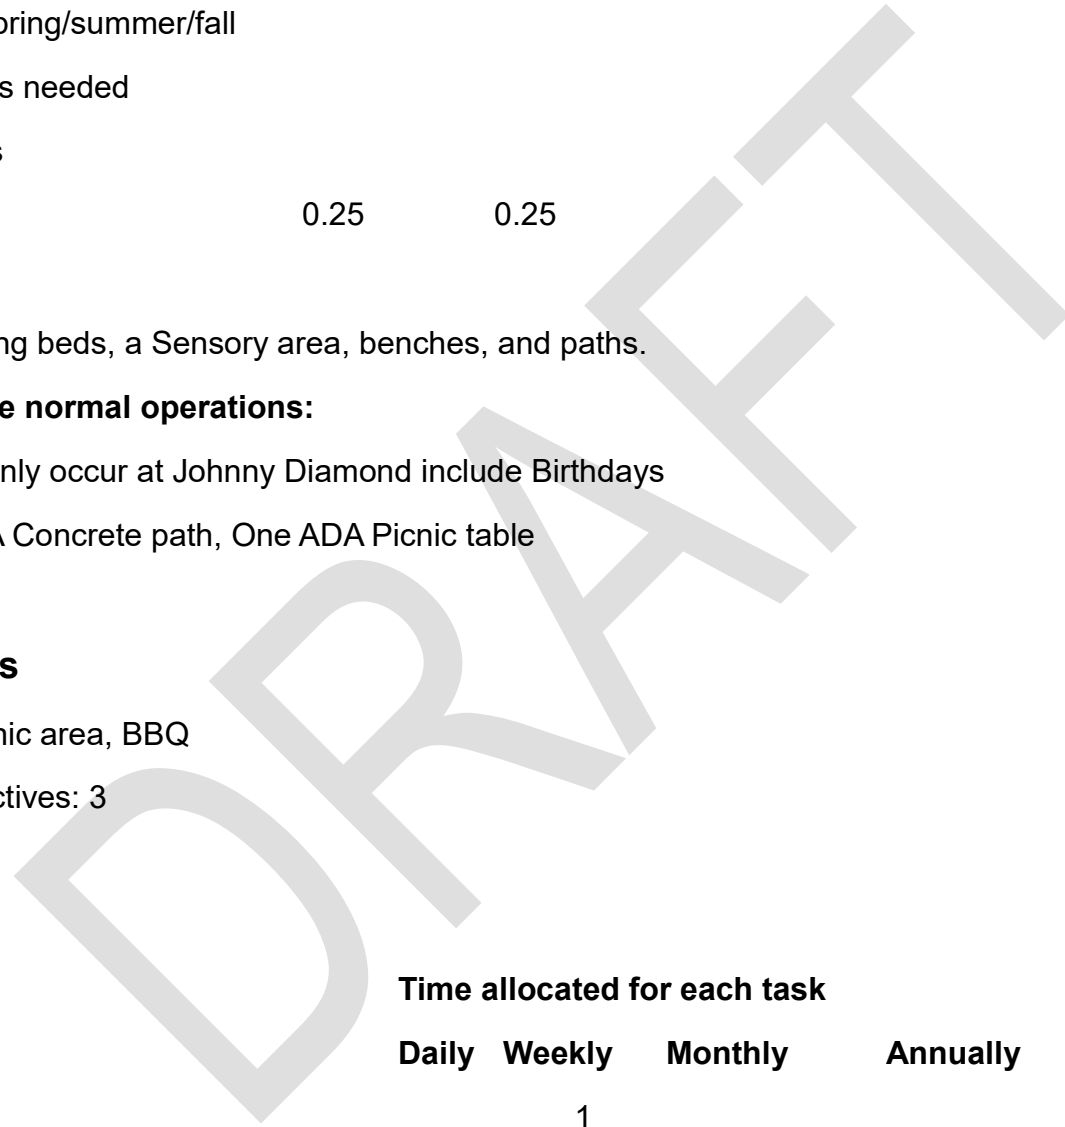 pring/summer/fall
s needed
s
0.25 0.25
ng beds, a Sensory area, benches, and paths.
e normal operations:
nly occur at Johnny Diamond include Birthdays
A Concrete path, One ADA Picnic table
s
nic area, BBQ
ctives: 3
Time allocated for each task
Daily Weekly Monthly Annually
1
DRAFT